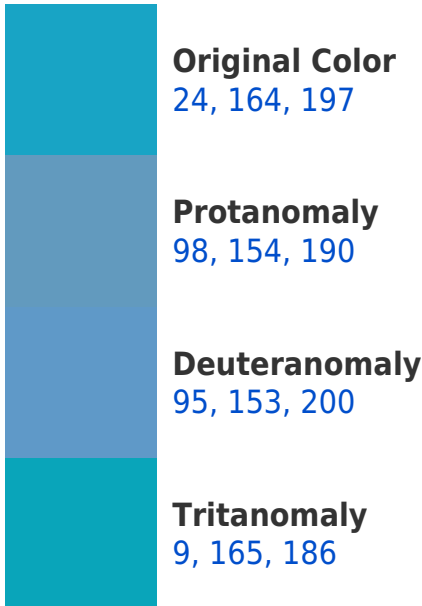 Original Color
24, 164, 197
Protanomaly
98, 154, 190
Deuteranomaly
95, 153, 200
Tritanomaly
9, 165, 186